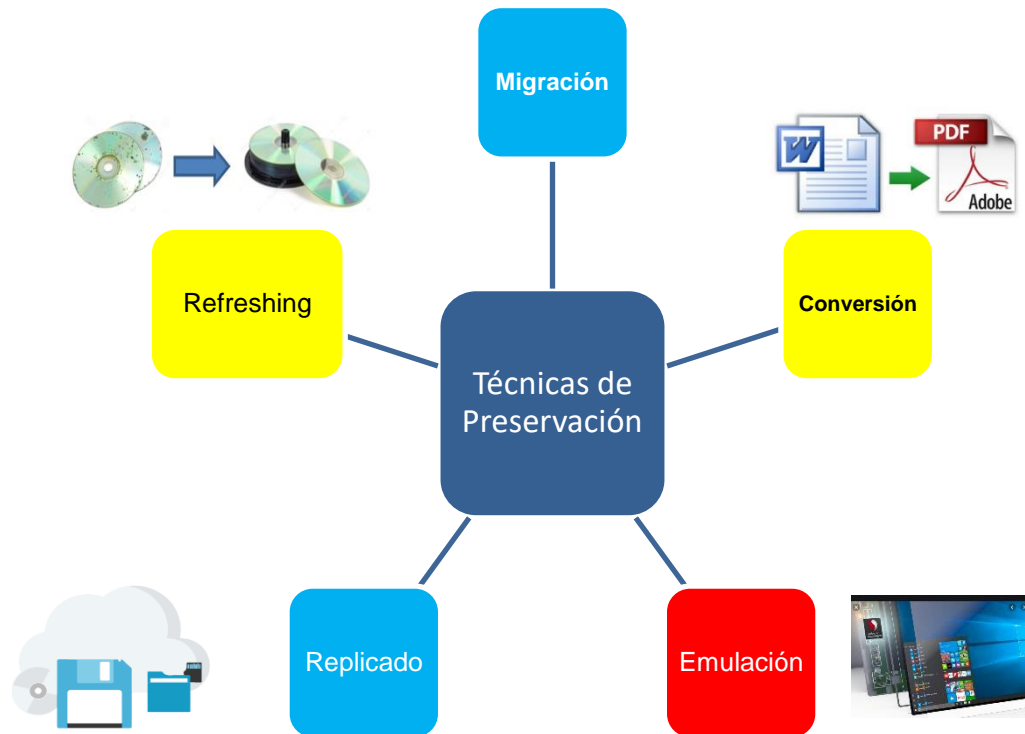 Migración
W
PDF
Adobe
Refreshing
Conversión
Técnicas de
Preservación
Replicado
Emulación